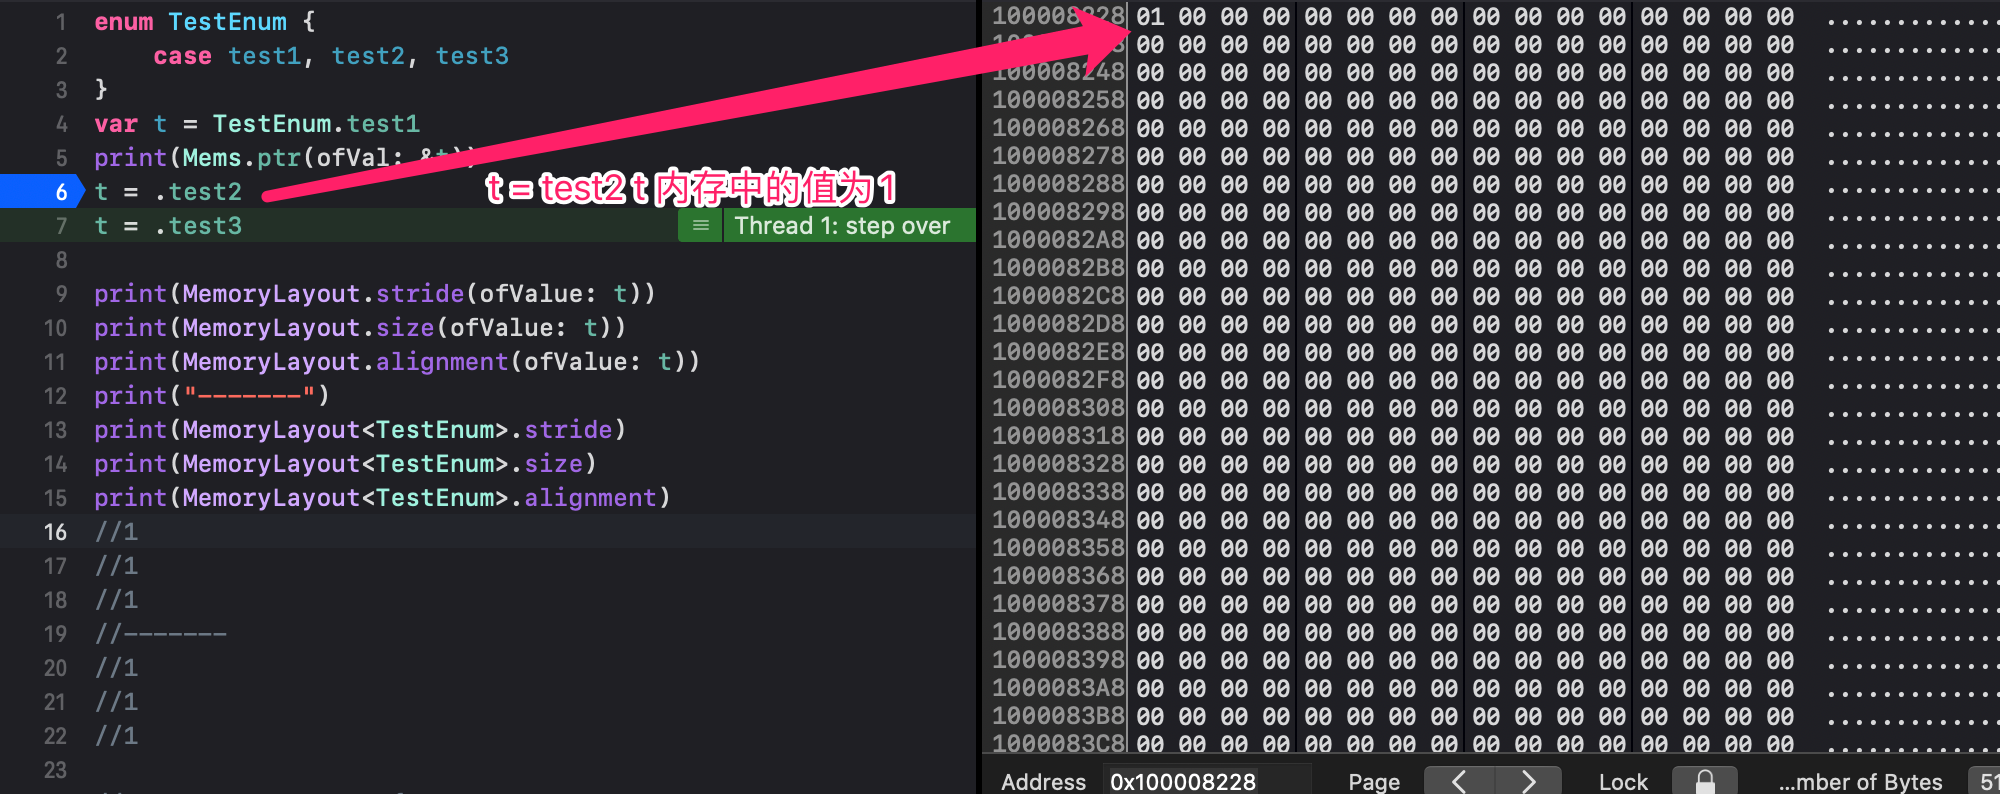 1 enum TestEnum {
2 case test1, test2, test3
3 }
4 var t = TestEnum.test1
5 print(Mems.ptr(ofVal: &t))
6 t = .test2
t = test2 t 内存中的值为 1
7 t = .test3
Thread 1: step over
8
9 print(MemoryLayout.stride(ofValue: t))
10 print(MemoryLayout.size(ofValue: t))
11 print(MemoryLayout.alignment(ofValue: t))
12 print("-------")
13 print(MemoryLayout<TestEnum>.stride)
14 print(MemoryLayout<TestEnum>.size)
15 print(MemoryLayout<TestEnum>.alignment)
16 //1
17 //1
18 //1
19 //-------
20 //1
21 //1
22 //1
23
100008228 01 00 00 00 00 00 00 00 00 00 00 00 00 00 00 00 ............
00 00 00 00 00 00 00 00 00 00 00 00 00 00 00 00 ............
100008248 00 00 00 00 00 00 00 00 00 00 00 00 00 00 00 00 ............
100008258 00 00 00 00 00 00 00 00 00 00 00 00 00 00 00 00 ............
100008268 00 00 00 00 00 00 00 00 00 00 00 00 00 00 00 00 ............
100008278 00 00 00 00 00 00 00 00 00 00 00 00 00 00 00 00 ............
100008288 00 00 00 00 00 00 00 00 00 00 00 00 00 00 00 00 ............
100008298 00 00 00 00 00 00 00 00 00 00 00 00 00 00 00 00 ............
1000082A8 00 00 00 00 00 00 00 00 00 00 00 00 00 00 00 00 ............
1000082B8 00 00 00 00 00 00 00 00 00 00 00 00 00 00 00 00 ............
1000082C8 00 00 00 00 00 00 00 00 00 00 00 00 00 00 00 00 ............
1000082D8 00 00 00 00 00 00 00 00 00 00 00 00 00 00 00 00 ............
1000082E8 00 00 00 00 00 00 00 00 00 00 00 00 00 00 00 00 ............
1000082F8 00 00 00 00 00 00 00 00 00 00 00 00 00 00 00 00 ............
100008308 00 00 00 00 00 00 00 00 00 00 00 00 00 00 00 00 ............
100008318 00 00 00 00 00 00 00 00 00 00 00 00 00 00 00 00 ............
100008328 00 00 00 00 00 00 00 00 00 00 00 00 00 00 00 00 ............
100008338 00 00 00 00 00 00 00 00 00 00 00 00 00 00 00 00 ............
100008348 00 00 00 00 00 00 00 00 00 00 00 00 00 00 00 00 ............
100008358 00 00 00 00 00 00 00 00 00 00 00 00 00 00 00 00 ............
100008368 00 00 00 00 00 00 00 00 00 00 00 00 00 00 00 00 ............
100008378 00 00 00 00 00 00 00 00 00 00 00 00 00 00 00 00 ............
100008388 00 00 00 00 00 00 00 00 00 00 00 00 00 00 00 00 ............
100008398 00 00 00 00 00 00 00 00 00 00 00 00 00 00 00 00 ............
1000083A8 00 00 00 00 00 00 00 00 00 00 00 00 00 00 00 00 ............
1000083B8 00 00 00 00 00 00 00 00 00 00 00 00 00 00 00 00 ............
1000083C8 00 00 00 00 00 00 00 00 00 00 00 00 00 00 00 00 ............
Address 0x100008228 Page < > Lock ...mber of Bytes 51